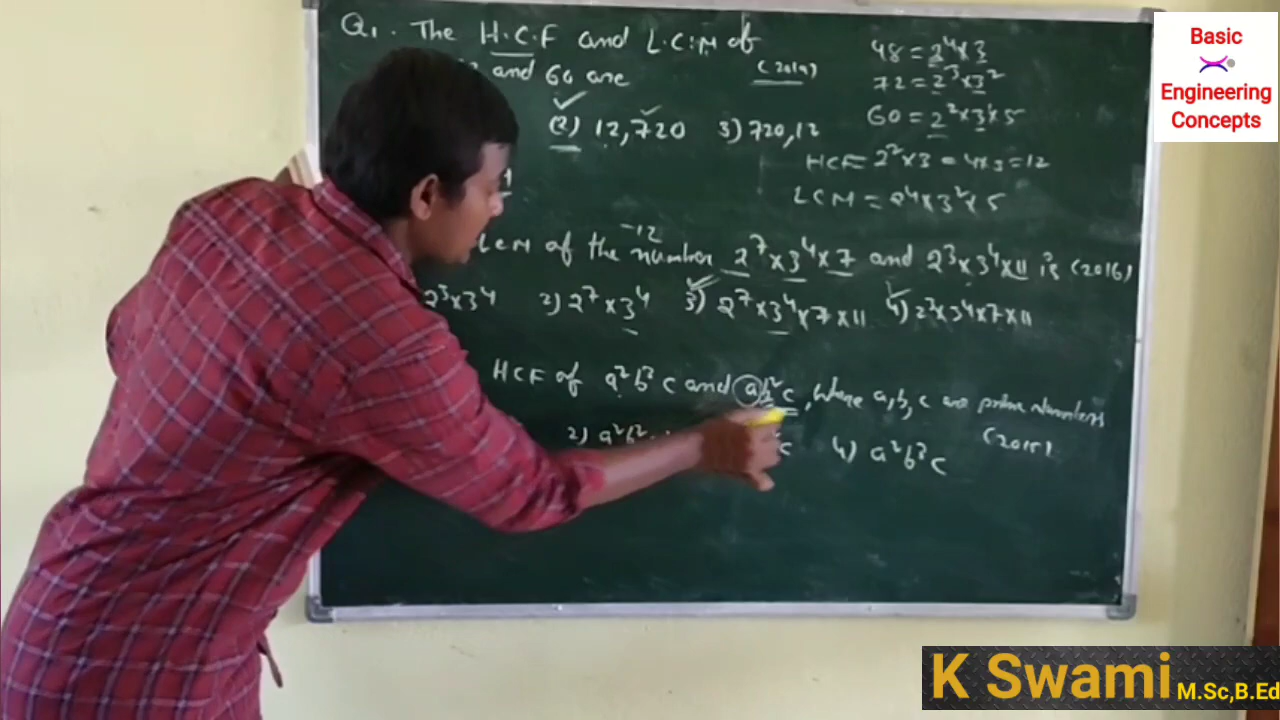 Q1. The H.C.F and L.C.M of
and 60 are (2019)
(2) 12,720 3) 720,12
48 = 2⁴×3
72 = 2³×3²
60 = 2²×3×5
HCF = 2²×3 = 4×3 = 12
LCM = 2⁴×3²×5
LCM of the number 2⁷×3⁴×7 and 2³×3⁴×11 is (2016)
2³×3⁴ 2) 2⁷×3⁴ 3) 2⁷×3⁴×7×11 4) 2³×3⁴×7×11
HCF of a²b³c and ab²c, where a,b,c are prime numbers
(2015)
2) a²b² c 4) a²b³c
Basic
Engineering
Concepts
K Swami M.Sc,B.Ed